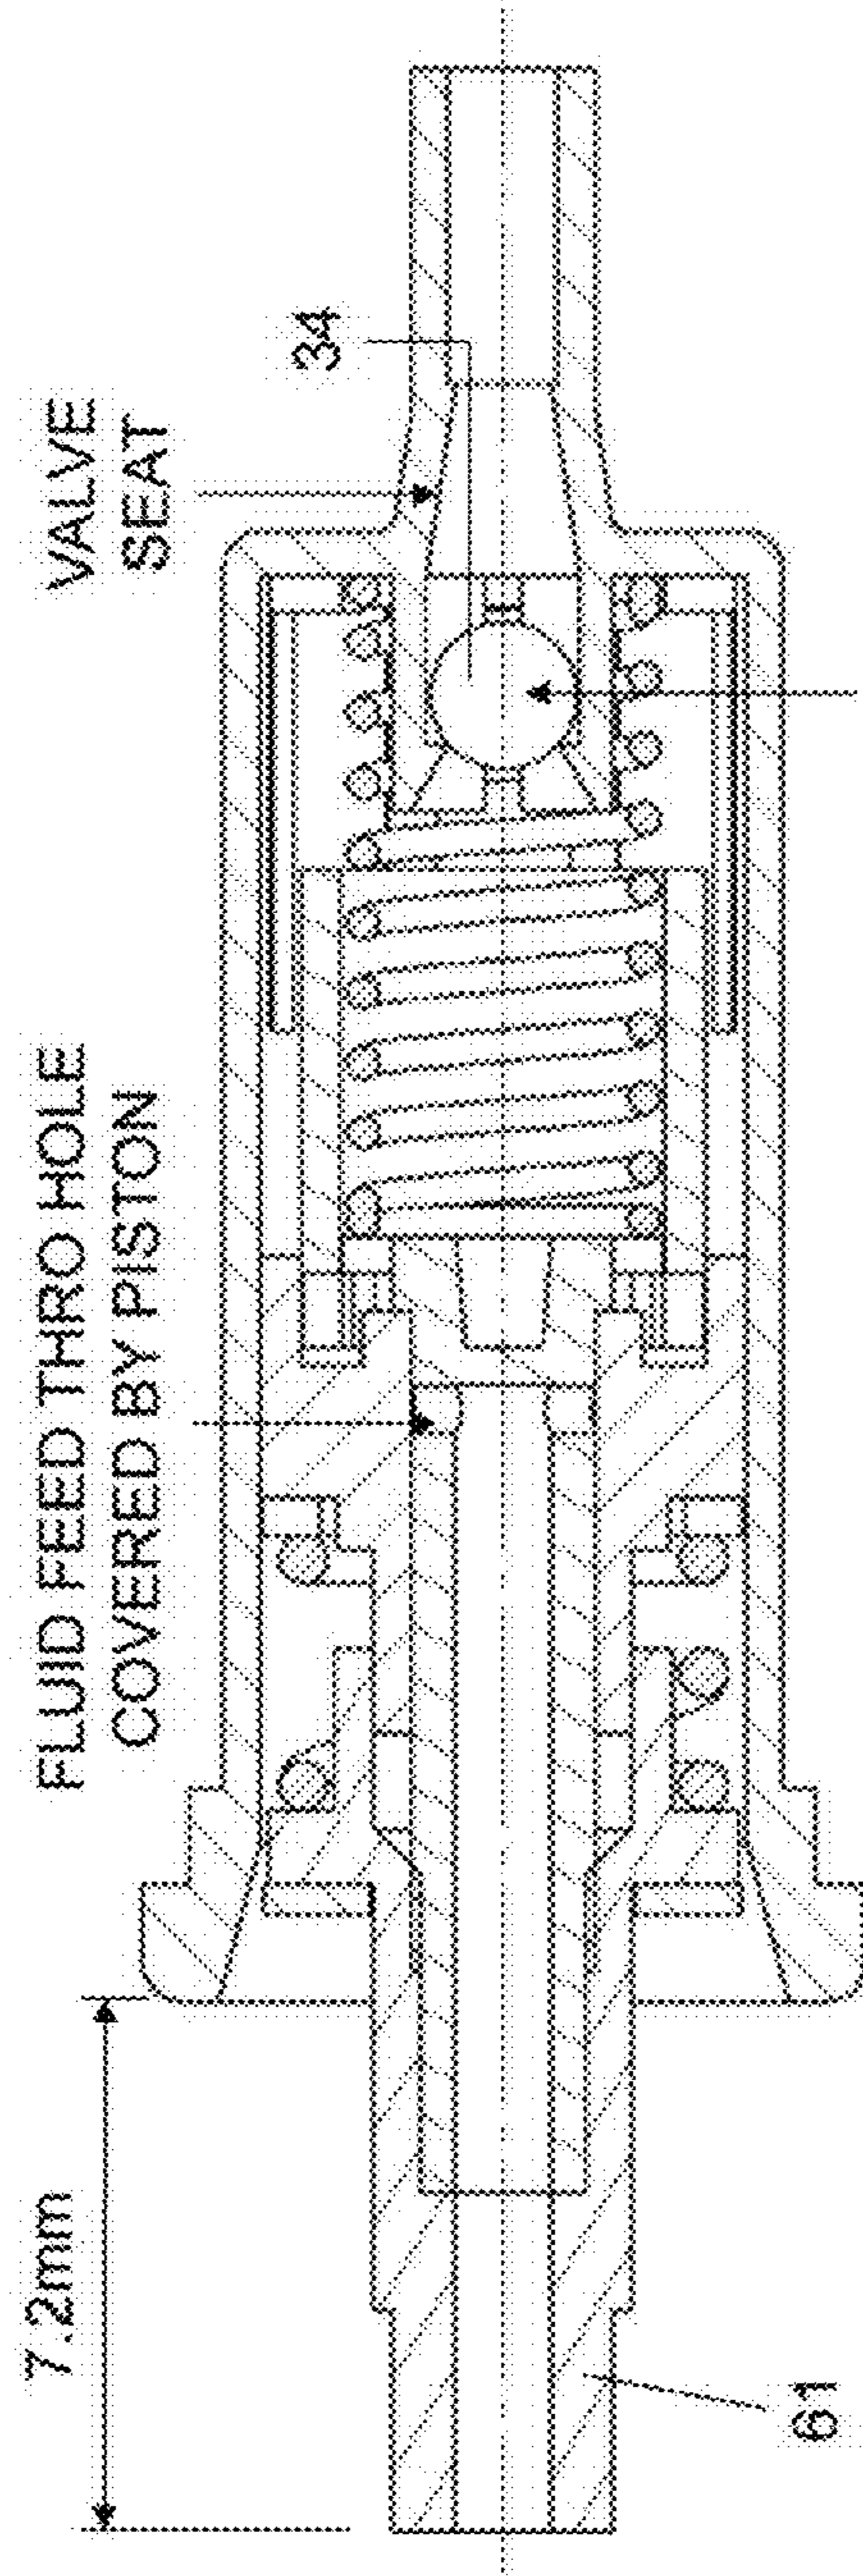 VALVE
SEAT
34
FLUID FEED THRO HOLE
COVERED BY PISTON
7.2mm
61